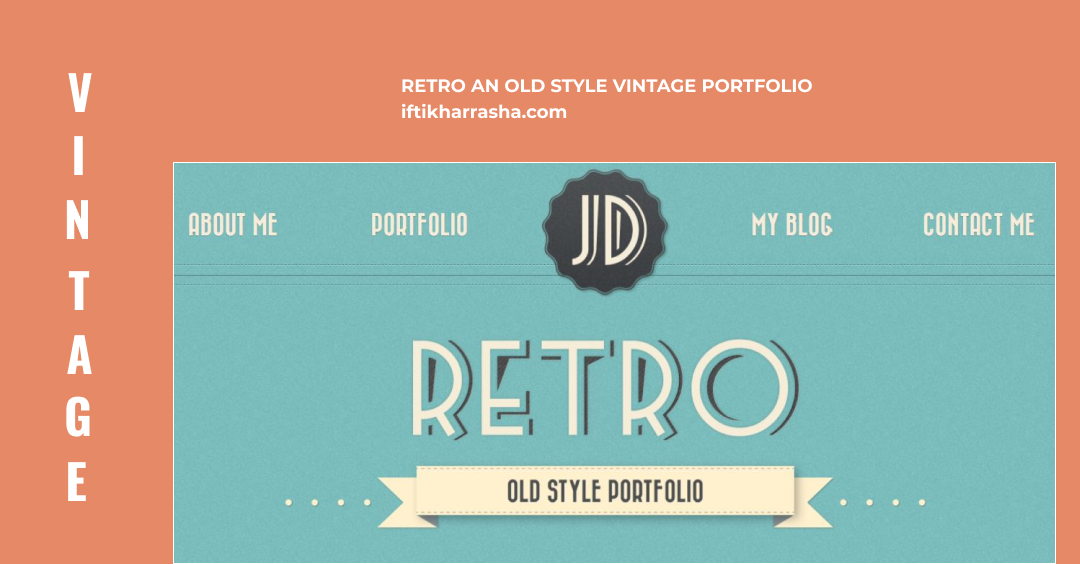 VINTAGE
RETRO AN OLD STYLE VINTAGE PORTFOLIO
iftikharrasha.com
ABOUT ME
PORTFOLIO
JD
MY BLOG
CONTACT ME
RETRO
OLD STYLE PORTFOLIO